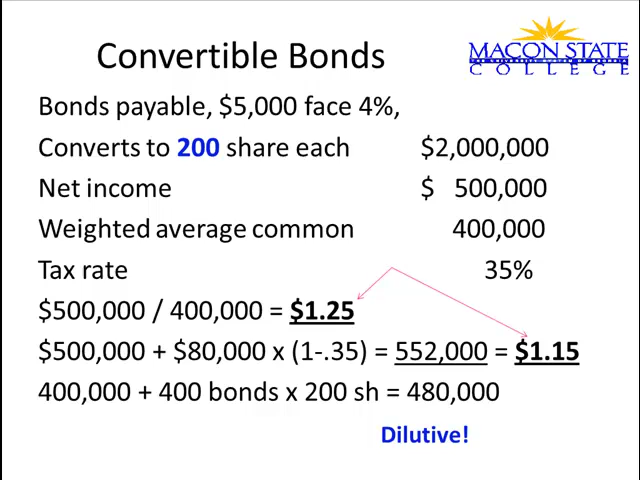 Convertible Bonds
MACON STATE
COLLEGE
Bonds payable, $5,000 face 4%,
Converts to 200 share each $2,000,000
Net income $ 500,000
Weighted average common 400,000
Tax rate 35%
$500,000 / 400,000 = $1.25
$500,000 + $80,000 x (1-.35) = 552,000 = $1.15
400,000 + 400 bonds x 200 sh = 480,000
Dilutive!